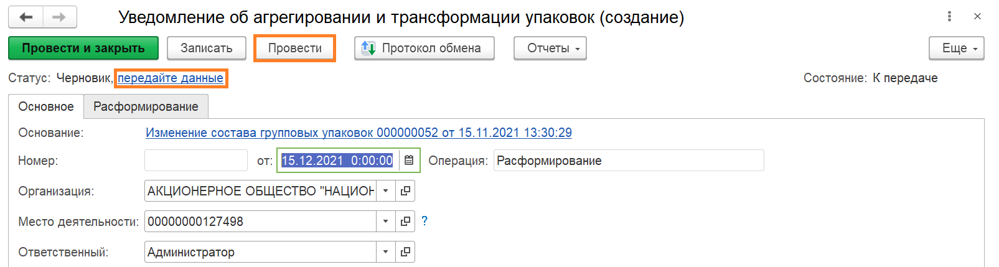 Уведомление об агрегировании и трансформации упаковок (создание)
Провести и закрыть Записать Провести Протокол обмена Отчеты Еще
Статус: Черновик, передайте данные Состояние: К передаче
Основное Расформирование
Основание: Изменение состава групповых упаковок 000000052 от 15.11.2021 13:30:29
Номер: от: 15.12.2021 0:00:00 Операция: Расформирование
Организация: АКЦИОНЕРНОЕ ОБЩЕСТВО "НАЦИОН
Место деятельности: 00000000127498 ?
Ответственный: Администратор